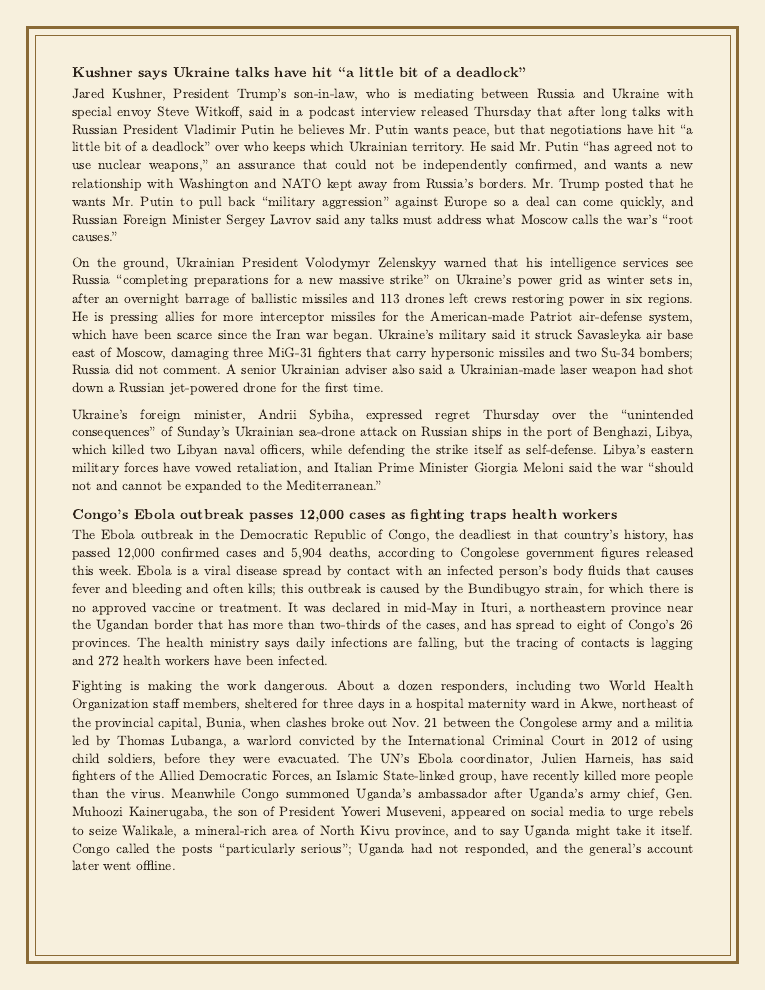 Kushner says Ukraine talks have hit “a little bit of a deadlock”
Jared Kushner, President Trump’s son-in-law, who is mediating between Russia and Ukraine with
special envoy Steve Witkoff, said in a podcast interview released Thursday that after long talks with
Russian President Vladimir Putin he believes Mr. Putin wants peace, but that negotiations have hit “a
little bit of a deadlock” over who keeps which Ukrainian territory. He said Mr. Putin “has agreed not to
use nuclear weapons,” an assurance that could not be independently confirmed, and wants a new
relationship with Washington and NATO kept away from Russia’s borders. Mr. Trump posted that he
wants Mr. Putin to pull back “military aggression” against Europe so a deal can come quickly, and
Russian Foreign Minister Sergey Lavrov said any talks must address what Moscow calls the war’s “root
causes.”
On the ground, Ukrainian President Volodymyr Zelenskyy warned that his intelligence services see
Russia “completing preparations for a new massive strike” on Ukraine’s power grid as winter sets in,
after an overnight barrage of ballistic missiles and 113 drones left crews restoring power in six regions.
He is pressing allies for more interceptor missiles for the American-made Patriot air-defense system,
which have been scarce since the Iran war began. Ukraine’s military said it struck Savasleyka air base
east of Moscow, damaging three MiG-31 fighters that carry hypersonic missiles and two Su-34 bombers;
Russia did not comment. A senior Ukrainian adviser also said a Ukrainian-made laser weapon had shot
down a Russian jet-powered drone for the first time.
Ukraine’s foreign minister, Andrii Sybiha, expressed regret Thursday over the “unintended
consequences” of Sunday’s Ukrainian sea-drone attack on Russian ships in the port of Benghazi, Libya,
which killed two Libyan naval officers, while defending the strike itself as self-defense. Libya’s eastern
military forces have vowed retaliation, and Italian Prime Minister Giorgia Meloni said the war “should
not and cannot be expanded to the Mediterranean.”
Congo’s Ebola outbreak passes 12,000 cases as fighting traps health workers
The Ebola outbreak in the Democratic Republic of Congo, the deadliest in that country’s history, has
passed 12,000 confirmed cases and 5,904 deaths, according to Congolese government figures released
this week. Ebola is a viral disease spread by contact with an infected person’s body fluids that causes
fever and bleeding and often kills; this outbreak is caused by the Bundibugyo strain, for which there is
no approved vaccine or treatment. It was declared in mid-May in Ituri, a northeastern province near
the Ugandan border that has more than two-thirds of the cases, and has spread to eight of Congo’s 26
provinces. The health ministry says daily infections are falling, but the tracing of contacts is lagging
and 272 health workers have been infected.
Fighting is making the work dangerous. About a dozen responders, including two World Health
Organization staff members, sheltered for three days in a hospital maternity ward in Akwe, northeast of
the provincial capital, Bunia, when clashes broke out Nov. 21 between the Congolese army and a militia
led by Thomas Lubanga, a warlord convicted by the International Criminal Court in 2012 of using
child soldiers, before they were evacuated. The UN’s Ebola coordinator, Julien Harneis, has said
fighters of the Allied Democratic Forces, an Islamic State-linked group, have recently killed more people
than the virus. Meanwhile Congo summoned Uganda’s ambassador after Uganda’s army chief, Gen.
Muhoozi Kainerugaba, the son of President Yoweri Museveni, appeared on social media to urge rebels
to seize Walikale, a mineral-rich area of North Kivu province, and to say Uganda might take it itself.
Congo called the posts “particularly serious”; Uganda had not responded, and the general’s account
later went offline.